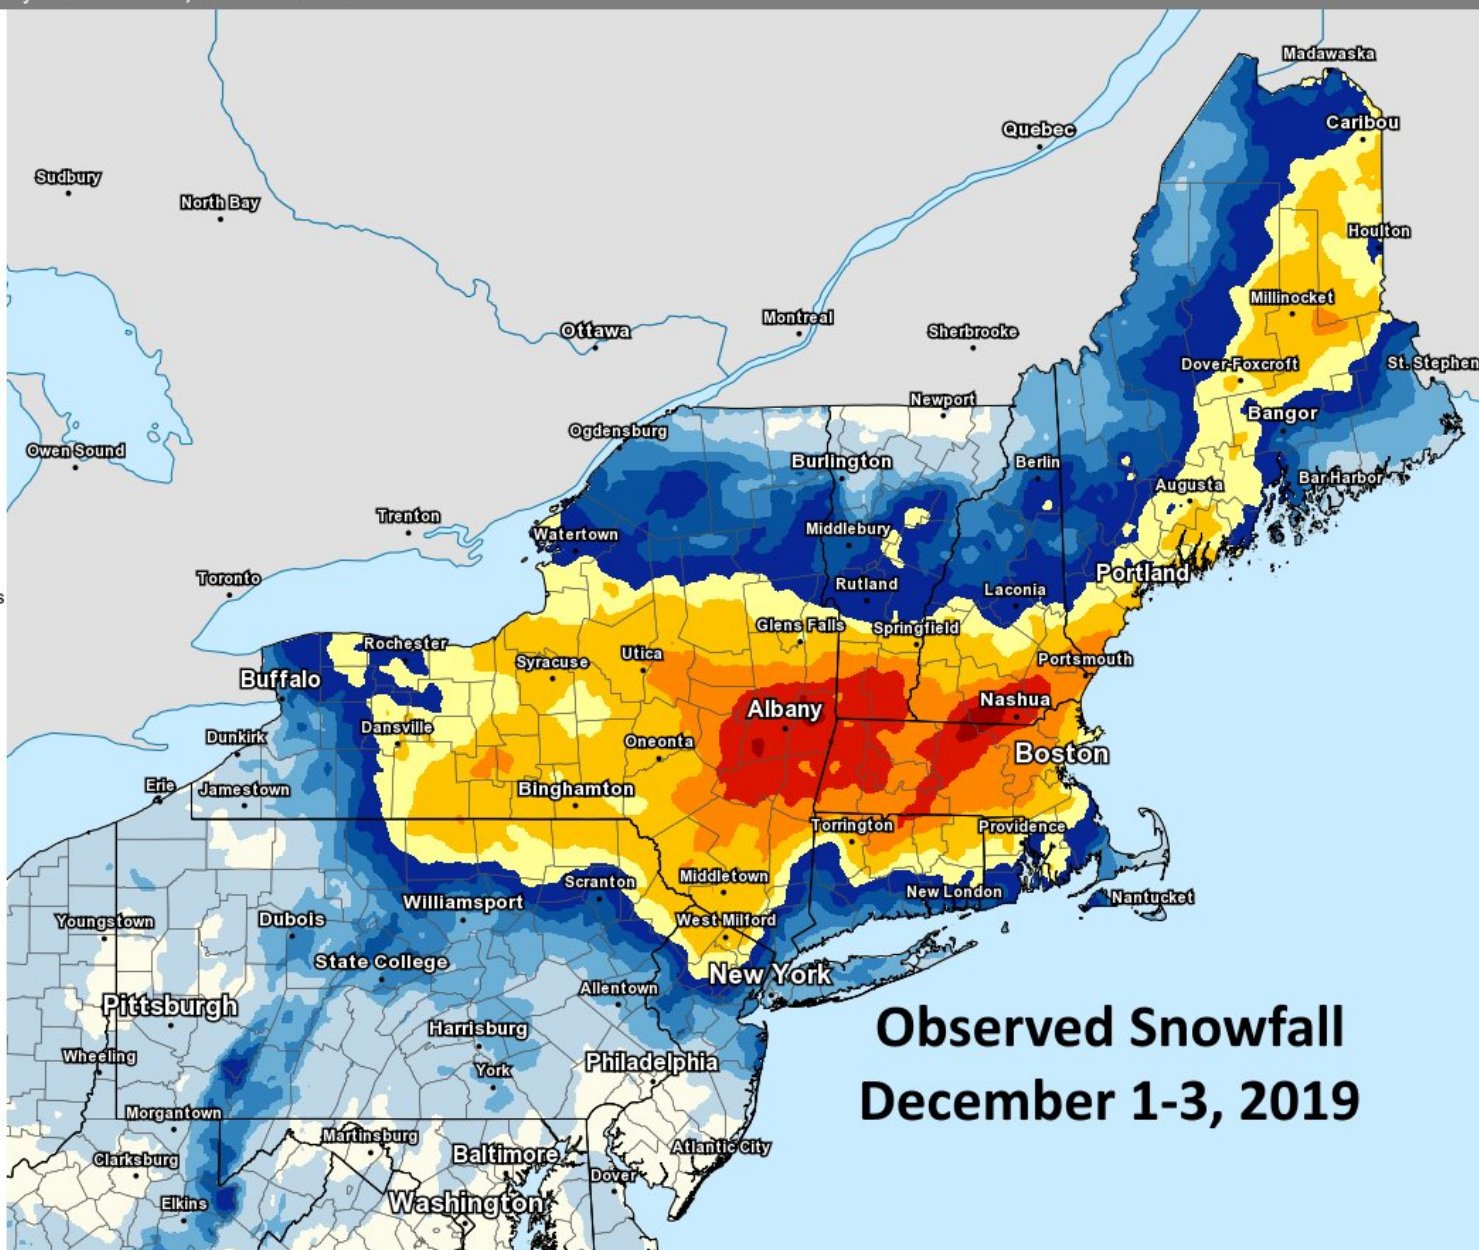 Madawaska
Quebec
Caribou
Sudbury
North Bay
Houlton
Millinocket
Ottawa
Montreal
Sherbrooke
Dover-Foxcroft
St. Stephen
Newport
Bangor
Ogdensburg
Owen Sound
Burlington
Berlin
Augusta
Bar Harbor
Trenton
Watertown
Middlebury
Toronto
Rutland
Laconia
Portland
Glens Falls
Springfield
Rochester
Syracuse
Utica
Portsmouth
Buffalo
Albany
Nashua
Dunkirk
Dansville
Oneonta
Boston
Erie
Jamestown
Binghamton
Torrington
Providence
Scranton
Middletown
New London
Nantucket
Williamsport
Youngstown
Dubois
West Milford
State College
New York
Allentown
Pittsburgh
Harrisburg
Observed Snowfall
December 1-3, 2019
Wheeling
York
Philadelphia
Morgantown
Martinsburg
Baltimore
Atlantic City
Clarksburg
Dover
Elkins
Washington